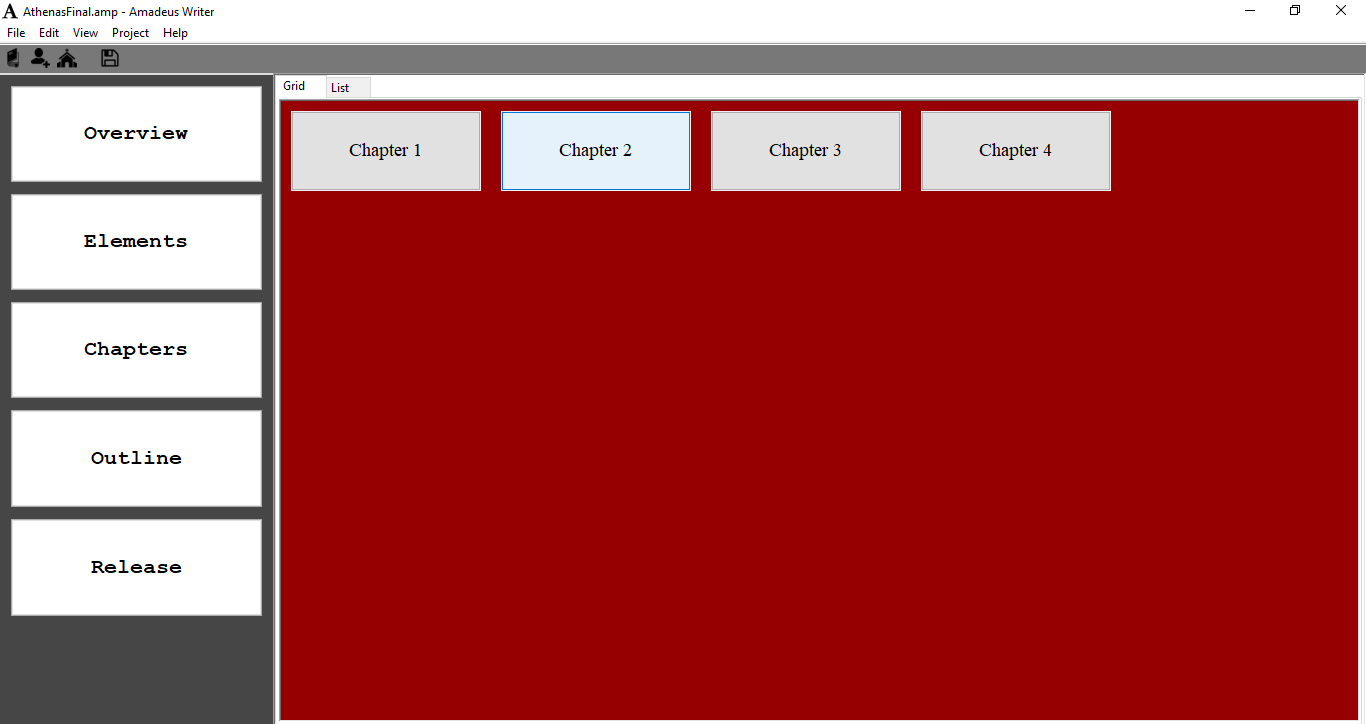 A AthenasFinal.amp - Amadeus Writer
File Edit View Project Help
Grid List
Overview
Elements
Chapters
Outline
Release
Chapter 1 Chapter 2 Chapter 3 Chapter 4